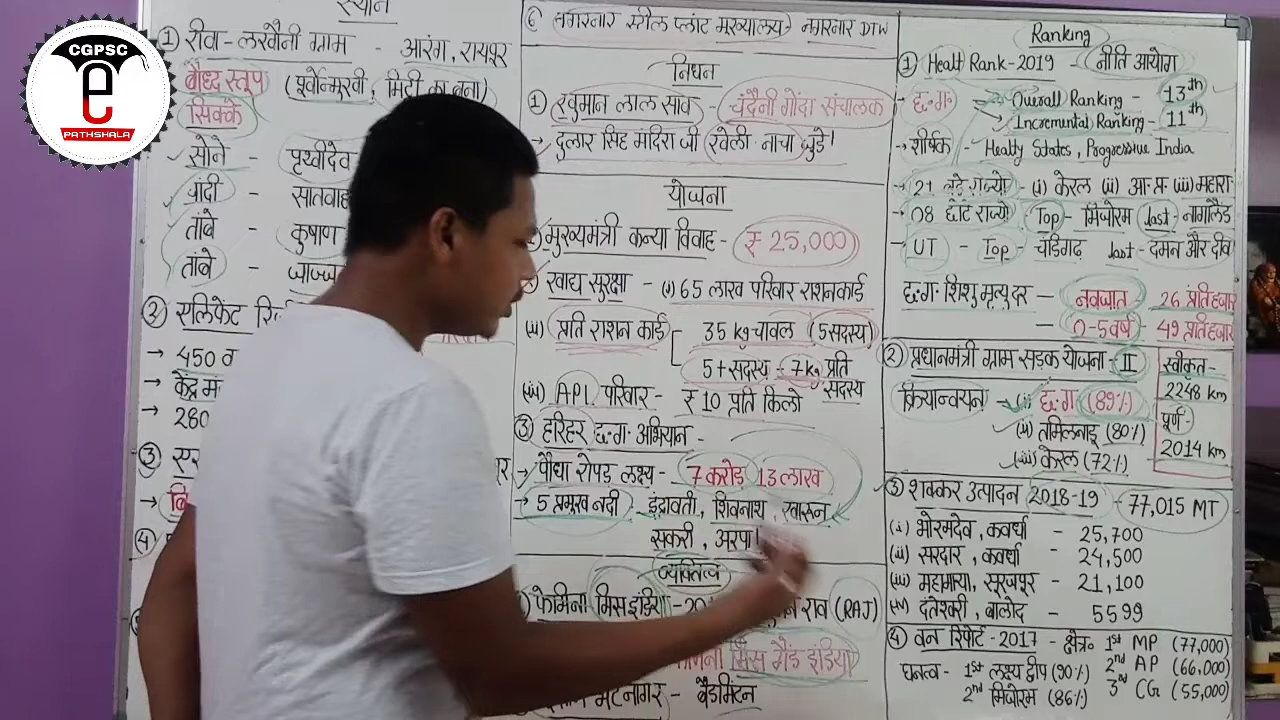 CGPSC
e
PATHSHALA
स्थान
① रीवा - लखौनी ग्राम - आरंग, रायपुर
बौध्द स्तूप (पूर्वोन्मुखी, मिट्टी का बना)
सिक्के
→ सोने - पृथ्वीदेव
चांदी - सातवाह
तांबे - कुषाण
तांबे - जाज्ज
② एलिफेंट रि
→ 450 व
→ केंद्र स
→ 280
③
→
④
⑥ नगरनार स्टील प्लांट मुख्यालय → नगरनार
निधन
① खुमान लाल साव - चंदैनी गोंदा संचालक
→ दुलार सिंह मंदिरा जी रवेली नाचा जुड़े।
योजना
मुख्यमंत्री कन्या विवाह - ₹ 25,000
खाद्य सुरक्षा - (i) 65 लाख परिवार राशनकार्ड
(ii) प्रति राशन कार्ड - 35 kg चावल (5 सदस्य)
5+ सदस्य ÷ 7 kg प्रति सदस्य
(iii) APL परिवार - ₹ 10 प्रति किलो
③ हरिहर छ.ग. अभियान -
→ पौधा रोपड़ लक्ष्य - 7 करोड़ 13 लाख
→ 5 प्रमुख नदी - इंद्रावती, शिवनाथ, खारून
सकरी, अरपा।
व्यक्तित्व
फेमिना मिस इंडिया - 20 राव (RAJ)
मिस ग्रैंड इंडिया
भटनागर - बैडमिंटन
Ranking
① Healt Rank - 2019 - नीति आयोग
छ.ग. → Overall Ranking - 13th
→ Incremental Ranking - 11th
→ शीर्षक - Healty States, Progressive India
→ 21 बड़े राज्यों - (i) केरल (ii) आ.प्र. (iii) महारा
→ 08 छोटे राज्यों Top - मिजोरम last - नागालैंड
→ UT - Top - चंडीगढ़ last - दमन और दीव
छ.ग. शिशु मृत्यु दर - नवजात - 26 प्रति हजार
- 0-5 वर्ष - 49 प्रति हजार
② प्रधानमंत्री ग्राम सड़क योजना - II
स्वीकृत - 2248 km
पूर्ण - 2014 km
क्रियान्वयन → (i) छ.ग (89%)
(ii) तमिलनाडू (80%)
(iii) केरल (72%)
③ शक्कर उत्पादन 2018-19 - 77,015 MT
(i) भोरमदेव, कवर्धा - 25,700
(ii) सरदार, कवर्धा - 24,500
(iii) महामाया, सूरजपुर - 21,100
(iv) दंतेश्वरी, बालोद - 5599
④ वन रिपोर्ट - 2017 - क्षेत्र: 1st MP (77,000)
घनत्व - 1st लक्ष्य द्वीप (90%) 2nd AP (66,000)
2nd मिजोरम (86%) 3rd CG (55,000)